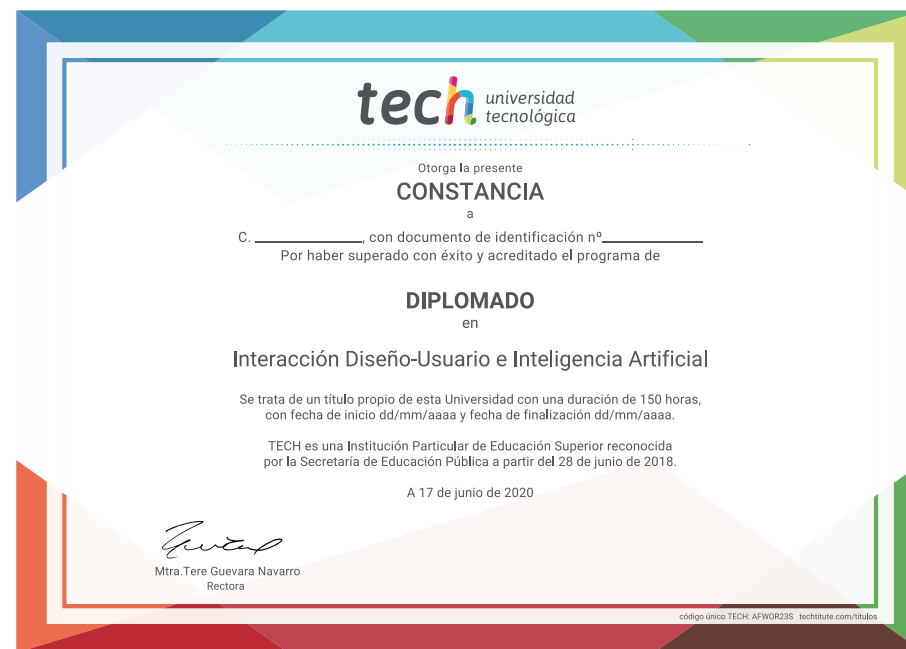 tech universidad
tecnológica
Otorga la presente
CONSTANCIA
a
C. ____________, con documento de identificación nº____________
Por haber superado con éxito y acreditado el programa de
DIPLOMADO
en
Interacción Diseño-Usuario e Inteligencia Artificial
Se trata de un título propio de esta Universidad con una duración de 150 horas,
con fecha de inicio dd/mm/aaaa y fecha de finalización dd/mm/aaaa.
TECH es una Institución Particular de Educación Superior reconocida
por la Secretaría de Educación Pública a partir del 28 de junio de 2018.
A 17 de junio de 2020
Mtra.Tere Guevara Navarro
Rectora
código único TECH: AFWOR23S techtitute.com/titulos